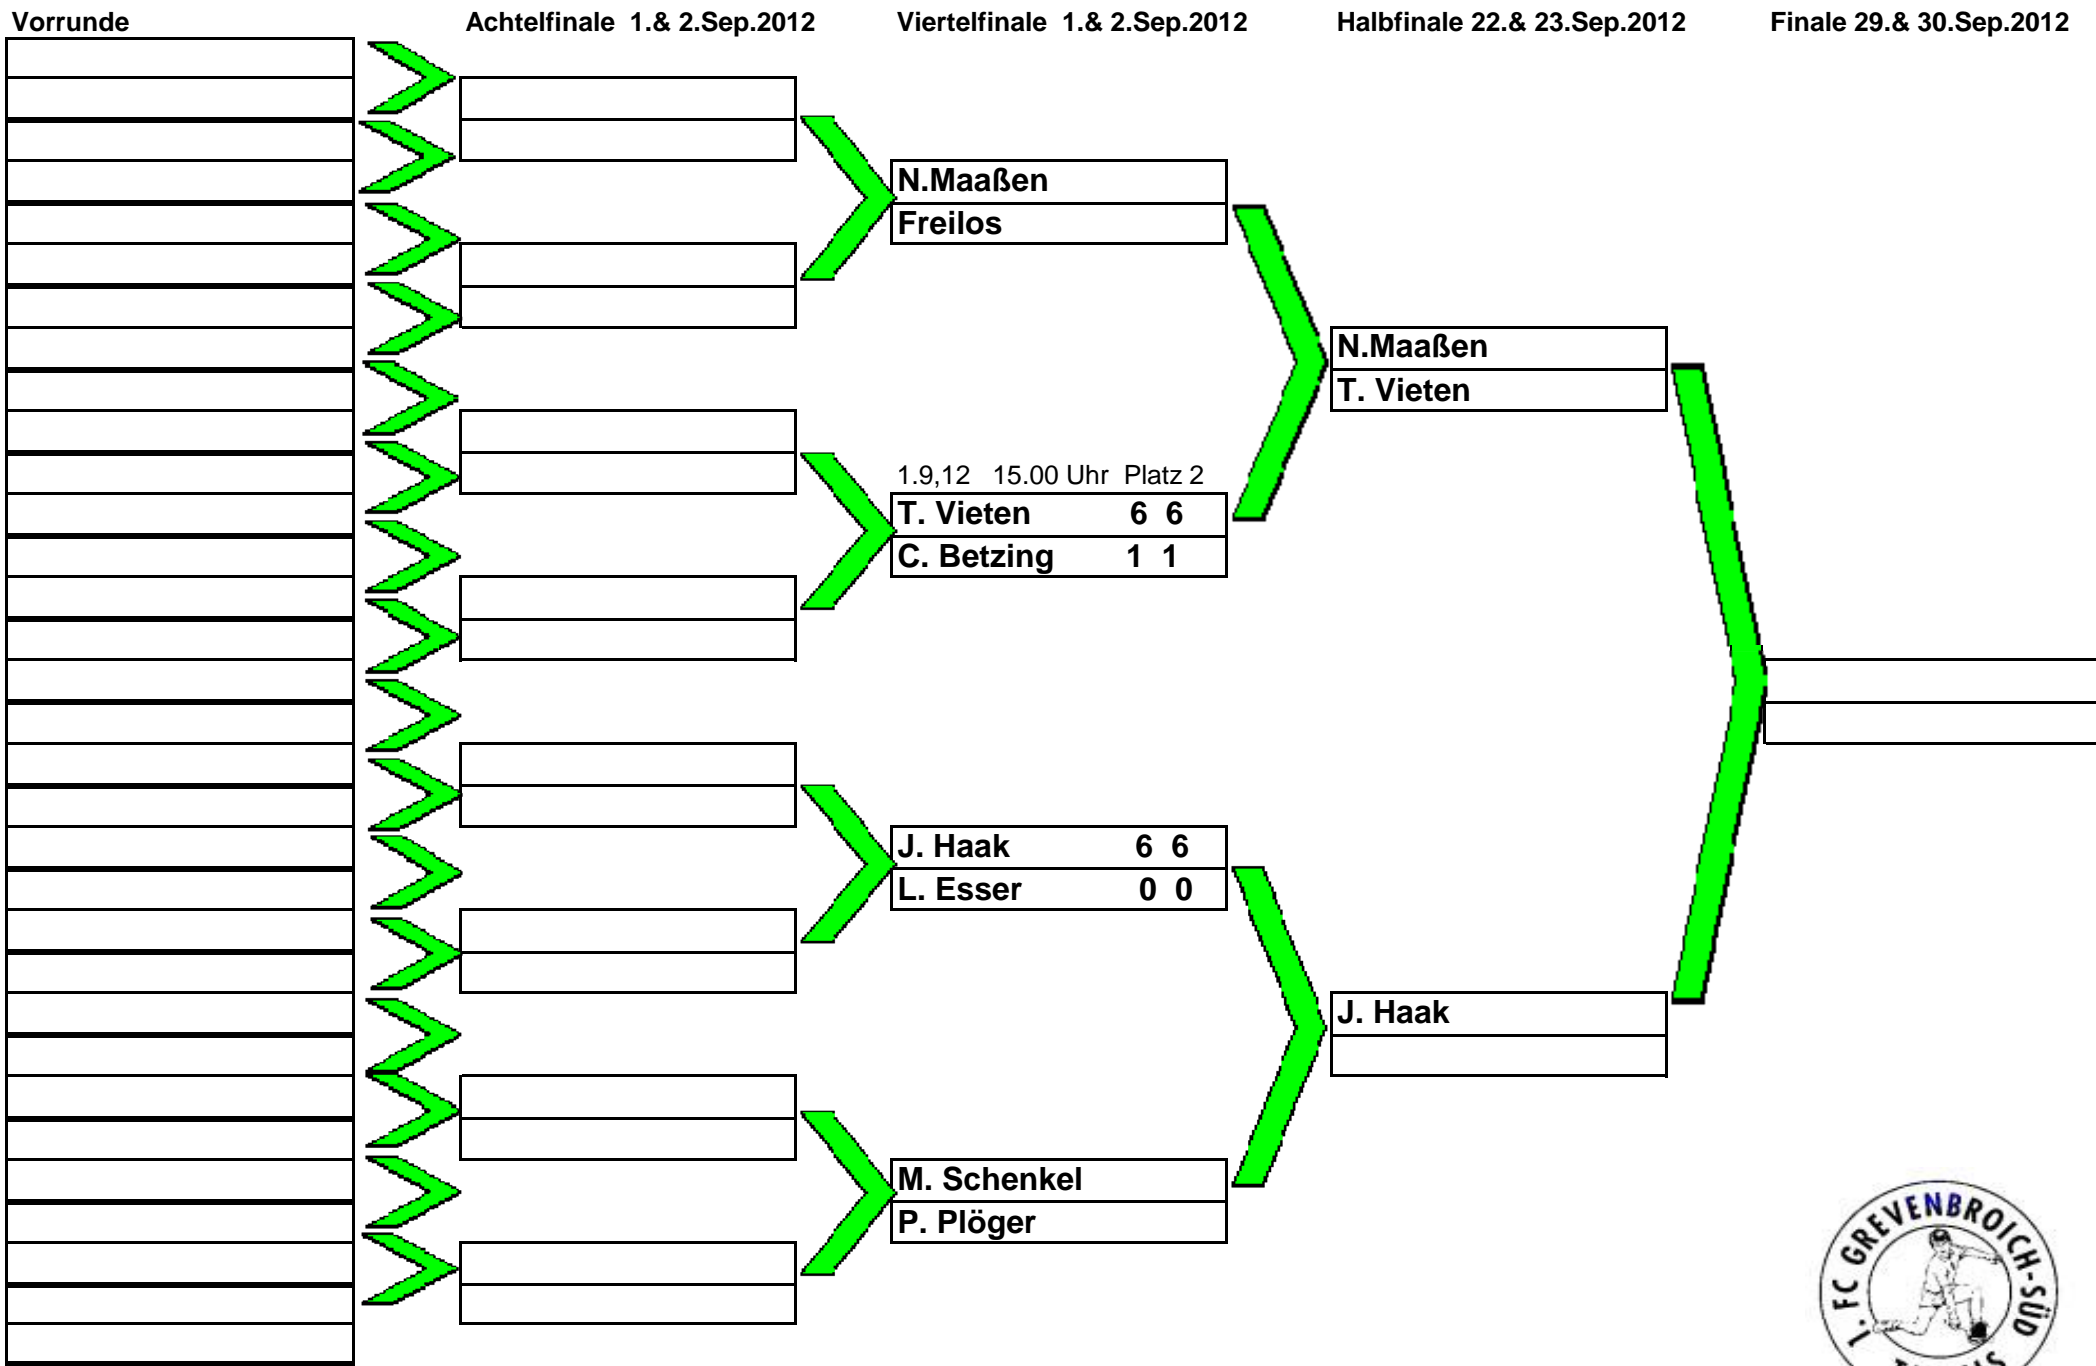 Vorrunde Achtelfinale 1.& 2.Sep.2012 Viertelfinale 1.& 2.Sep.2012 Halbfinale 22.& 23.Sep.2012 Finale 29.& 30.Sep.2012
N.Maaßen
Freilos
N.Maaßen
T. Vieten
1.9,12 15.00 Uhr Platz 2
T. Vieten 6 6
C. Betzing 1 1
J. Haak 6 6
L. Esser 0 0
J. Haak
M. Schenkel
P. Plöger
1. FC GREVENBROICH-SÜD